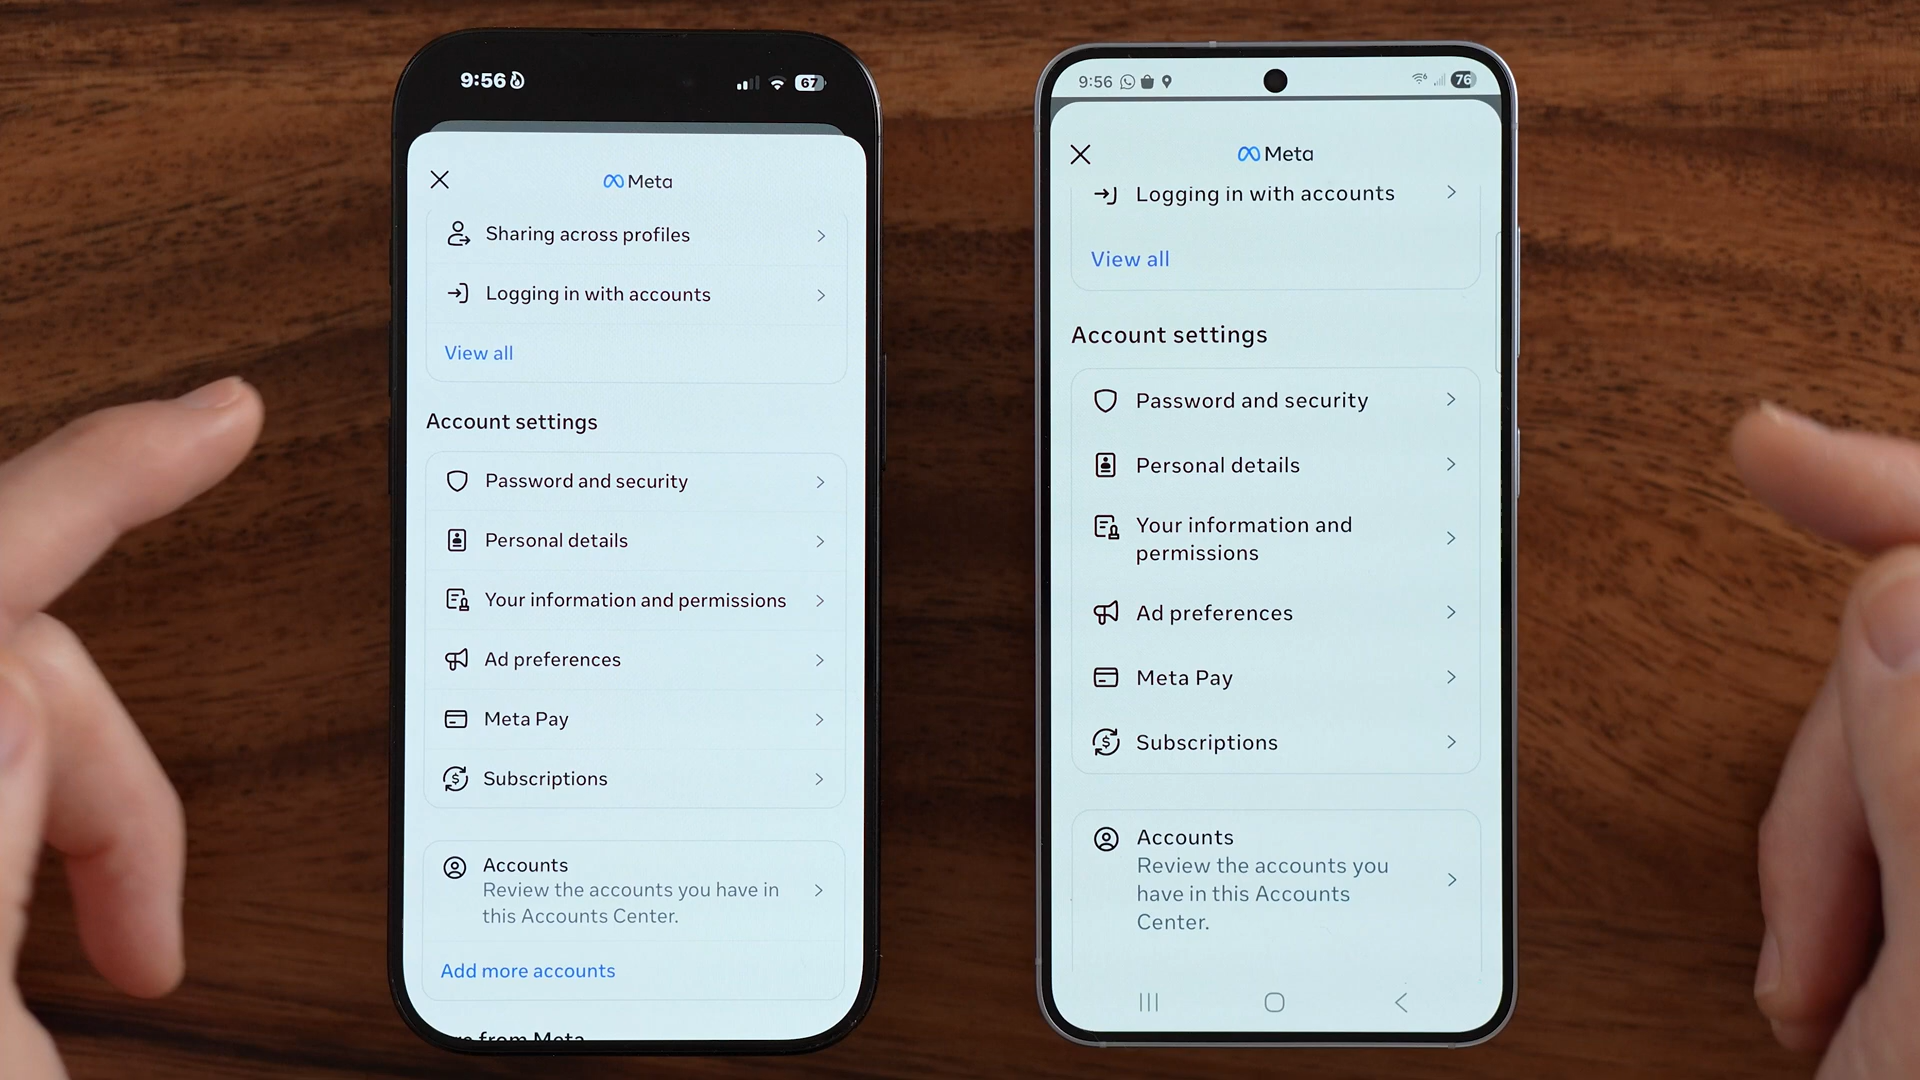 9:56
67
Meta
Sharing across profiles
Logging in with accounts
View all
Account settings
Password and security
Personal details
Your information and permissions
Ad preferences
Meta Pay
Subscriptions
Accounts
Review the accounts you have in
this Accounts Center.
Add more accounts
from Meta
9:56
6
76
Meta
Logging in with accounts
View all
Account settings
Password and security
Personal details
Your information and
permissions
Ad preferences
Meta Pay
Subscriptions
Accounts
Review the accounts you
have in this Accounts
Center.